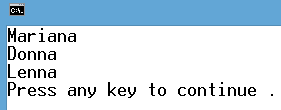 C:\.
Mariana
Donna
Lenna
Press any key to continue .